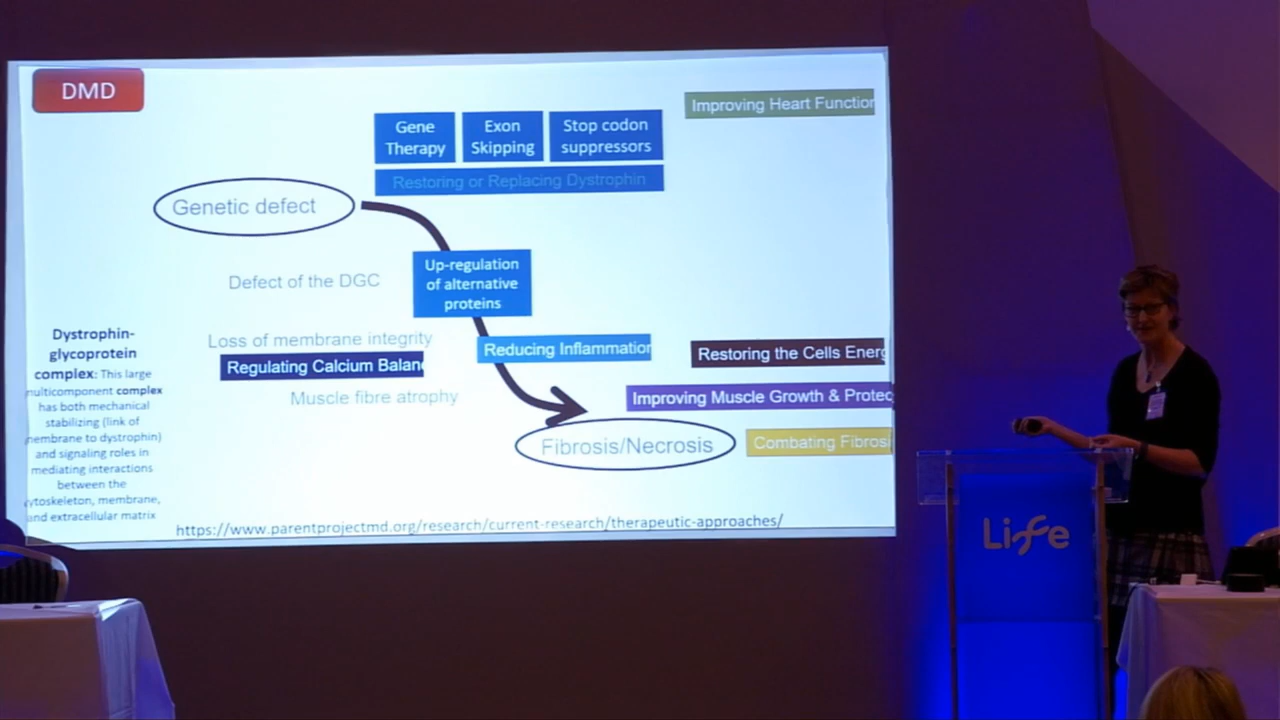 DMD
Improving Heart Function
Gene
Therapy
Exon
Skipping
Stop codon
suppressors
Restoring or Replacing Dystrophin
Genetic defect
Up-regulation
of alternative
proteins
Defect of the DGC
Loss of membrane integrity
Regulating Calcium Balan
Reducing Inflammation
Restoring the Cells Energ
Muscle fibre atrophy
Improving Muscle Growth & Protec
Fibrosis/Necrosis
Combating Fibrosi
Dystrophin-
glycoprotein
complex: This large
multicomponent complex
has both mechanical
stabilizing (link of
membrane to dystrophin)
and signaling roles in
mediating interactions
between the
cytoskeleton, membrane,
and extracellular matrix
https://www.parentprojectmd.org/research/current-research/therapeutic-approaches/
Life